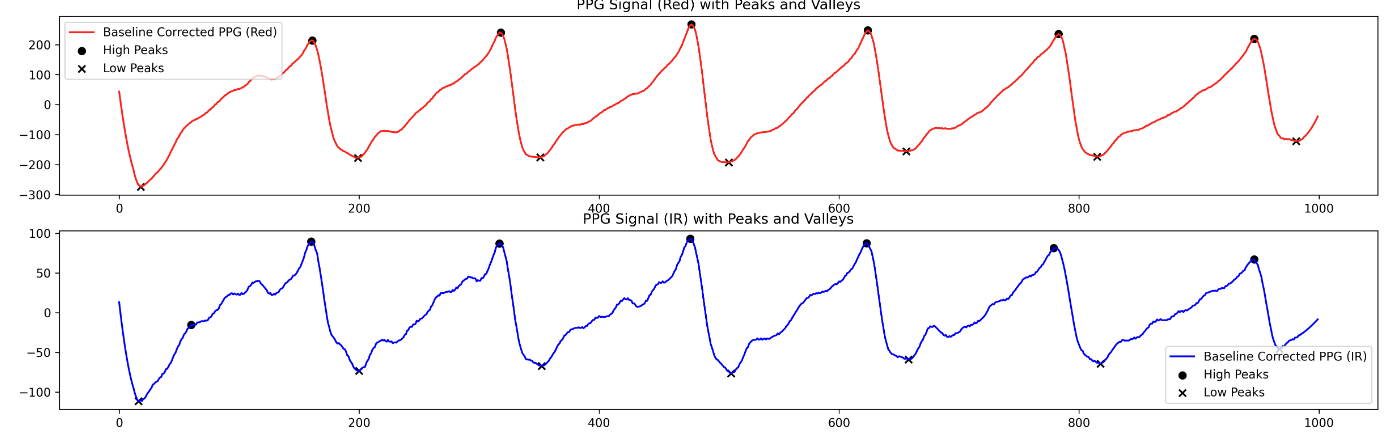 PPG Signal (Red) with Peaks and Valleys
Baseline Corrected PPG (Red)
High Peaks
Low Peaks
200
100
0
−100
−200
−300
0 200 400 600 800 1000
PPG Signal (IR) with Peaks and Valleys
100
50
0
−50
−100
Baseline Corrected PPG (IR)
High Peaks
Low Peaks
0 200 400 600 800 1000